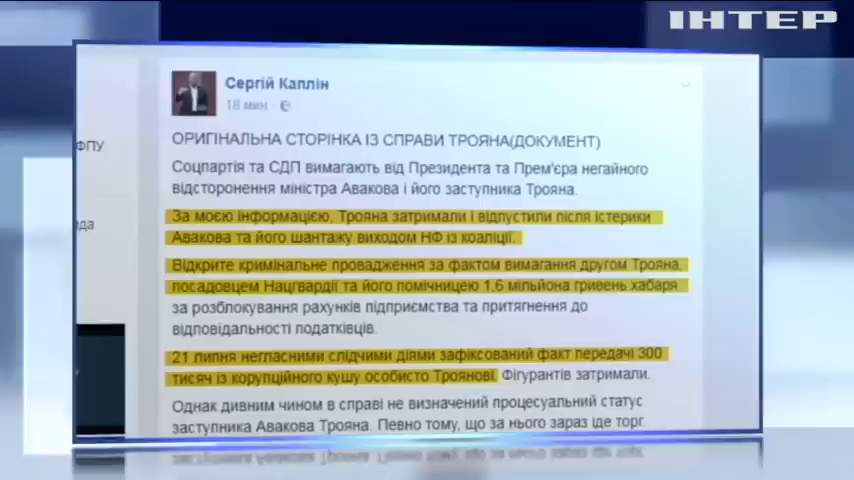 ІНТЕР
Сергій Каплін
18 мин
ФПУ
ОРИГІНАЛЬНА СТОРІНКА ІЗ СПРАВИ ТРОЯНА(ДОКУМЕНТ)
Соцпартія та СДП вимагають від Президента та Прем'єра негайного
відсторонення міністра Авакова і його заступника Трояна.
За моєю інформацією, Трояна затримали і відпустили після істерики
Авакова та його шантажу виходом НФ із коаліції.
Відкрите кримінальне провадження за фактом вимагання другом Трояна,
посадовцем Нацгвардії та його помічницею 1.6 мільйона гривень хабаря
за розблокування рахунків підприємства та притягнення до
відповідальності податківців.
21 липня негласними слідчими діями зафіксований факт передачі 300
тисяч із корупційного кушу особисто Троянові. Фігурантів затримали.
Однак дивним чином в справі не визначений процесуальний статус
заступника Авакова Трояна. Певно тому, що за нього зараз іде торг.